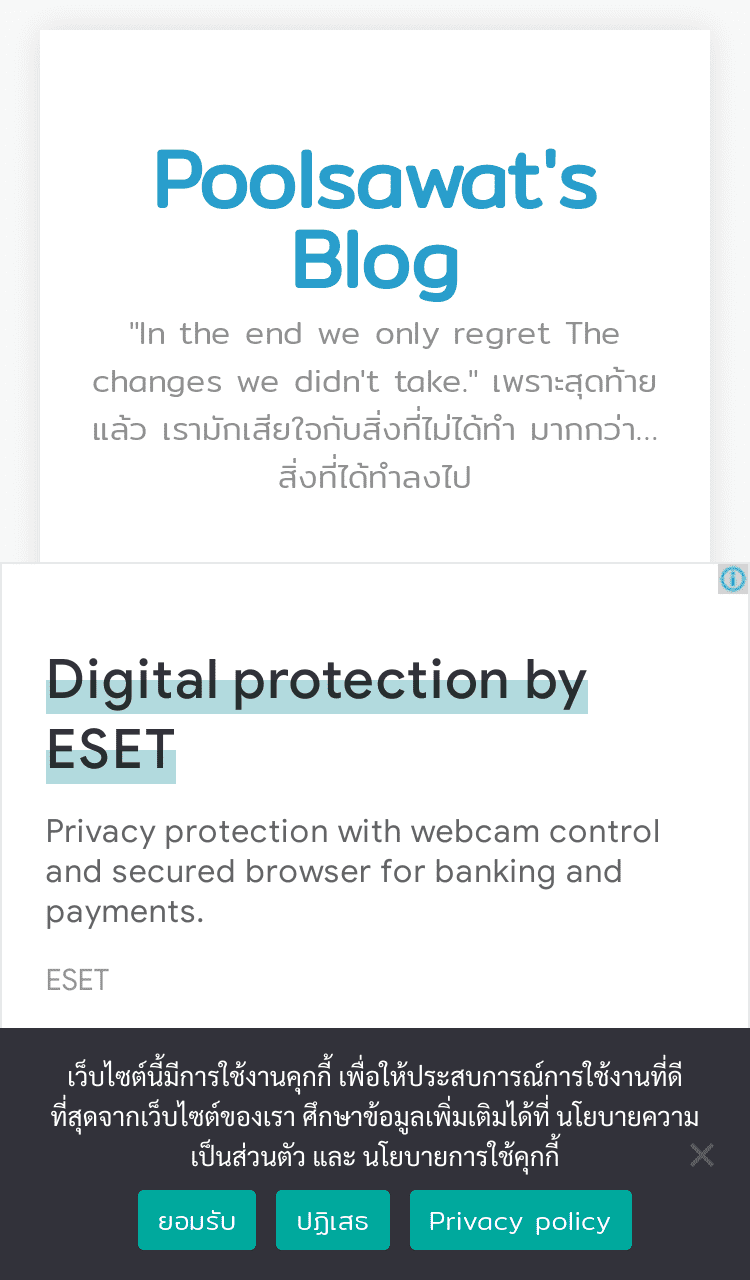 Poolsawat's
Blog
"In the end we only regret The
changes we didn't take." เพราะสุดท้าย
แล้ว เรามักเสียใจกับสิ่งที่ไม่ได้ทำ มากกว่า...
สิ่งที่ได้ทำลงไป
Digital protection by
ESET
Privacy protection with webcam control
and secured browser for banking and
payments.
ESET
เว็บไซต์นี้มีการใช้งานคุกกี้ เพื่อให้ประสบการณ์การใช้งานที่ดี
ที่สุดจากเว็บไซต์ของเรา ศึกษาข้อมูลเพิ่มเติมได้ที่ นโยบายความ
เป็นส่วนตัว และ นโยบายการใช้คุกกี้
ยอมรับ ปฏิเสธ Privacy policy